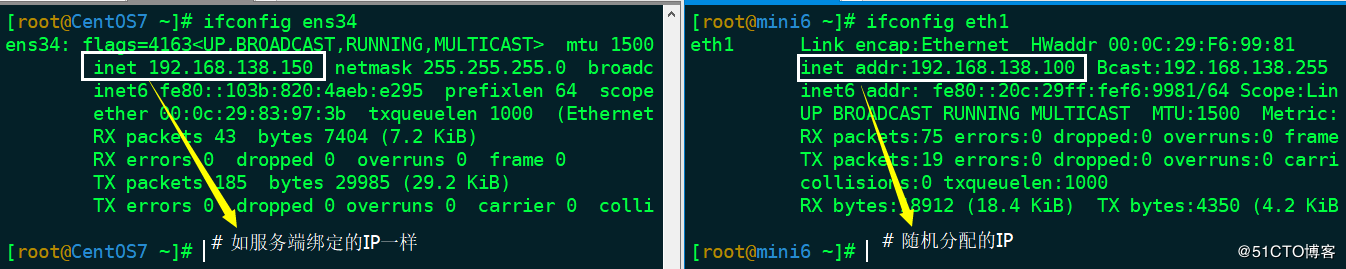 [root@CentOS7 ~]# ifconfig ens34
ens34: flags=4163<UP,BROADCAST,RUNNING,MULTICAST>  mtu 1500
inet 192.168.138.150  netmask 255.255.255.0  broadc
inet6 fe80::103b:820:4aeb:e295  prefixlen 64  scope
ether 00:0c:29:83:97:3b  txqueuelen 1000  (Ethernet
RX packets 43  bytes 7404 (7.2 KiB)
RX errors 0  dropped 0  overruns 0  frame 0
TX packets 185  bytes 29985 (29.2 KiB)
TX errors 0  dropped 0 overruns 0  carrier 0  colli
[root@CentOS7 ~]#
# 如服务端绑定的IP一样
[root@mini6 ~]# ifconfig eth1
eth1      Link encap:Ethernet  HWaddr 00:0C:29:F6:99:81
inet addr:192.168.138.100  Bcast:192.168.138.255
inet6 addr: fe80::20c:29ff:fef6:9981/64 Scope:Lin
UP BROADCAST RUNNING MULTICAST  MTU:1500  Metric:
RX packets:75 errors:0 dropped:0 overruns:0 frame
TX packets:19 errors:0 dropped:0 overruns:0 carri
collisions:0 txqueuelen:1000
RX bytes:18912 (18.4 KiB)  TX bytes:4350 (4.2 KiB
[root@mini6 ~]#
# 随机分配的IP
@51CTO博客